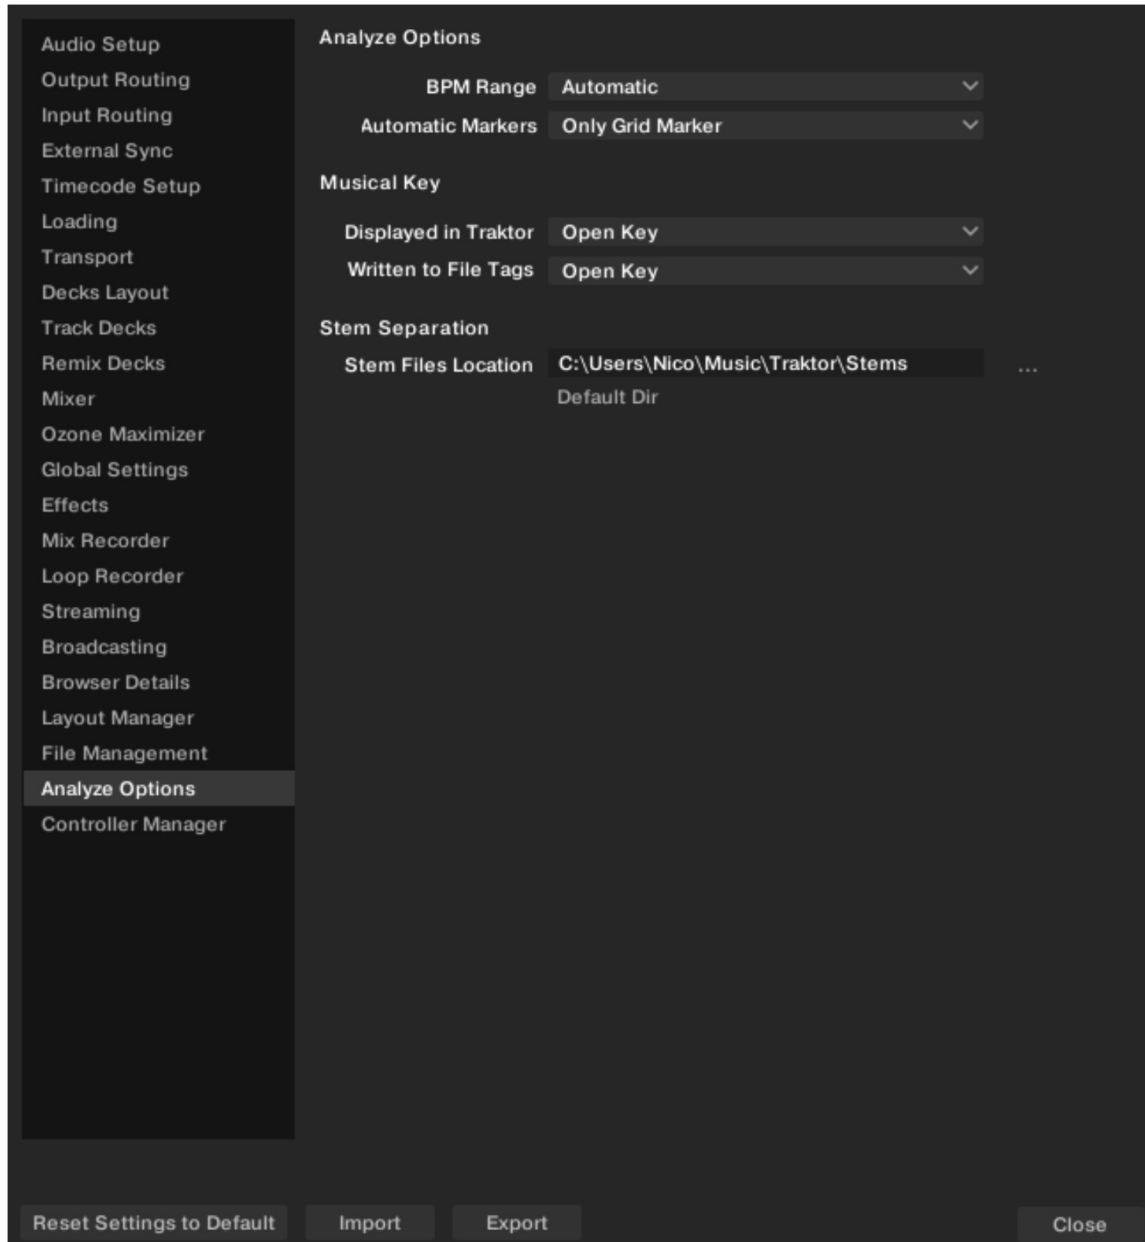 Audio Setup
Output Routing
Input Routing
External Sync
Timecode Setup
Loading
Transport
Decks Layout
Track Decks
Remix Decks
Mixer
Ozone Maximizer
Global Settings
Effects
Mix Recorder
Loop Recorder
Streaming
Broadcasting
Browser Details
Layout Manager
File Management
Analyze Options
Controller Manager
Analyze Options
BPM Range Automatic
Automatic Markers Only Grid Marker
Musical Key
Displayed in Traktor Open Key
Written to File Tags Open Key
Stem Separation
Stem Files Location C:\Users\Nico\Music\Traktor\Stems ...
Default Dir
Reset Settings to Default Import Export Close